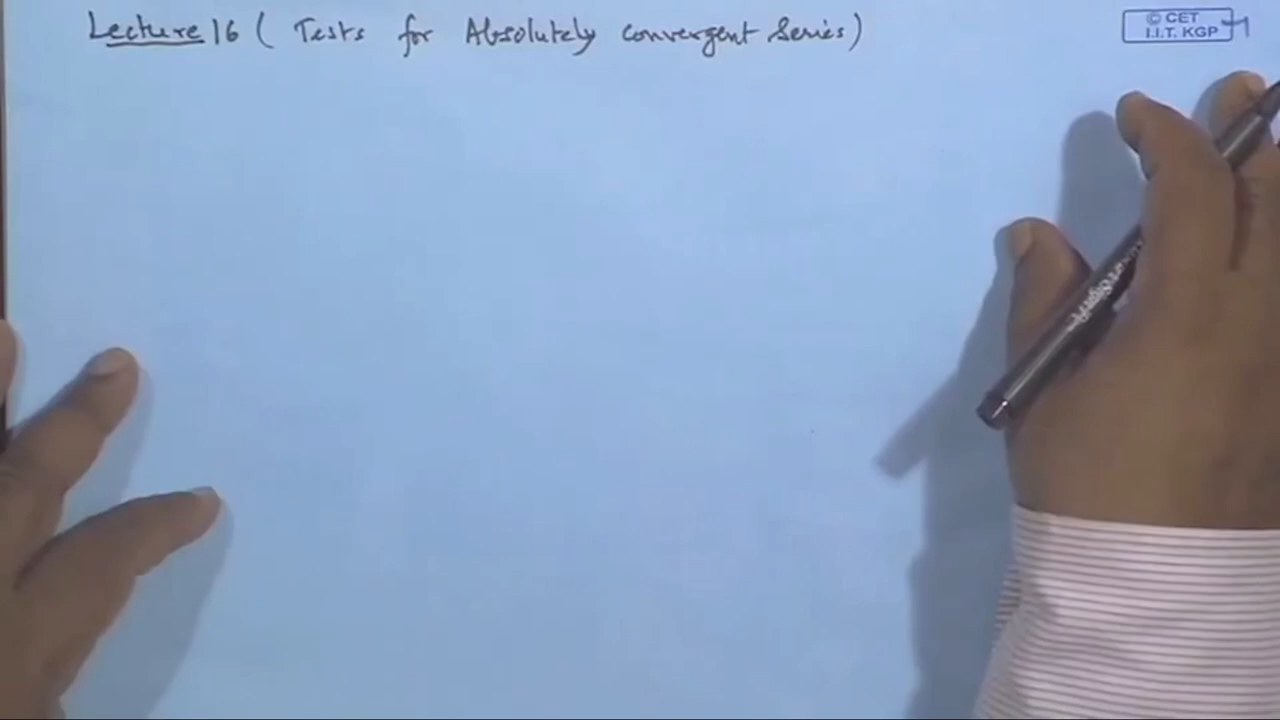 Lecture 16 ( Tests for Absolutely convergent Series)
© CET
I.I.T. KGP